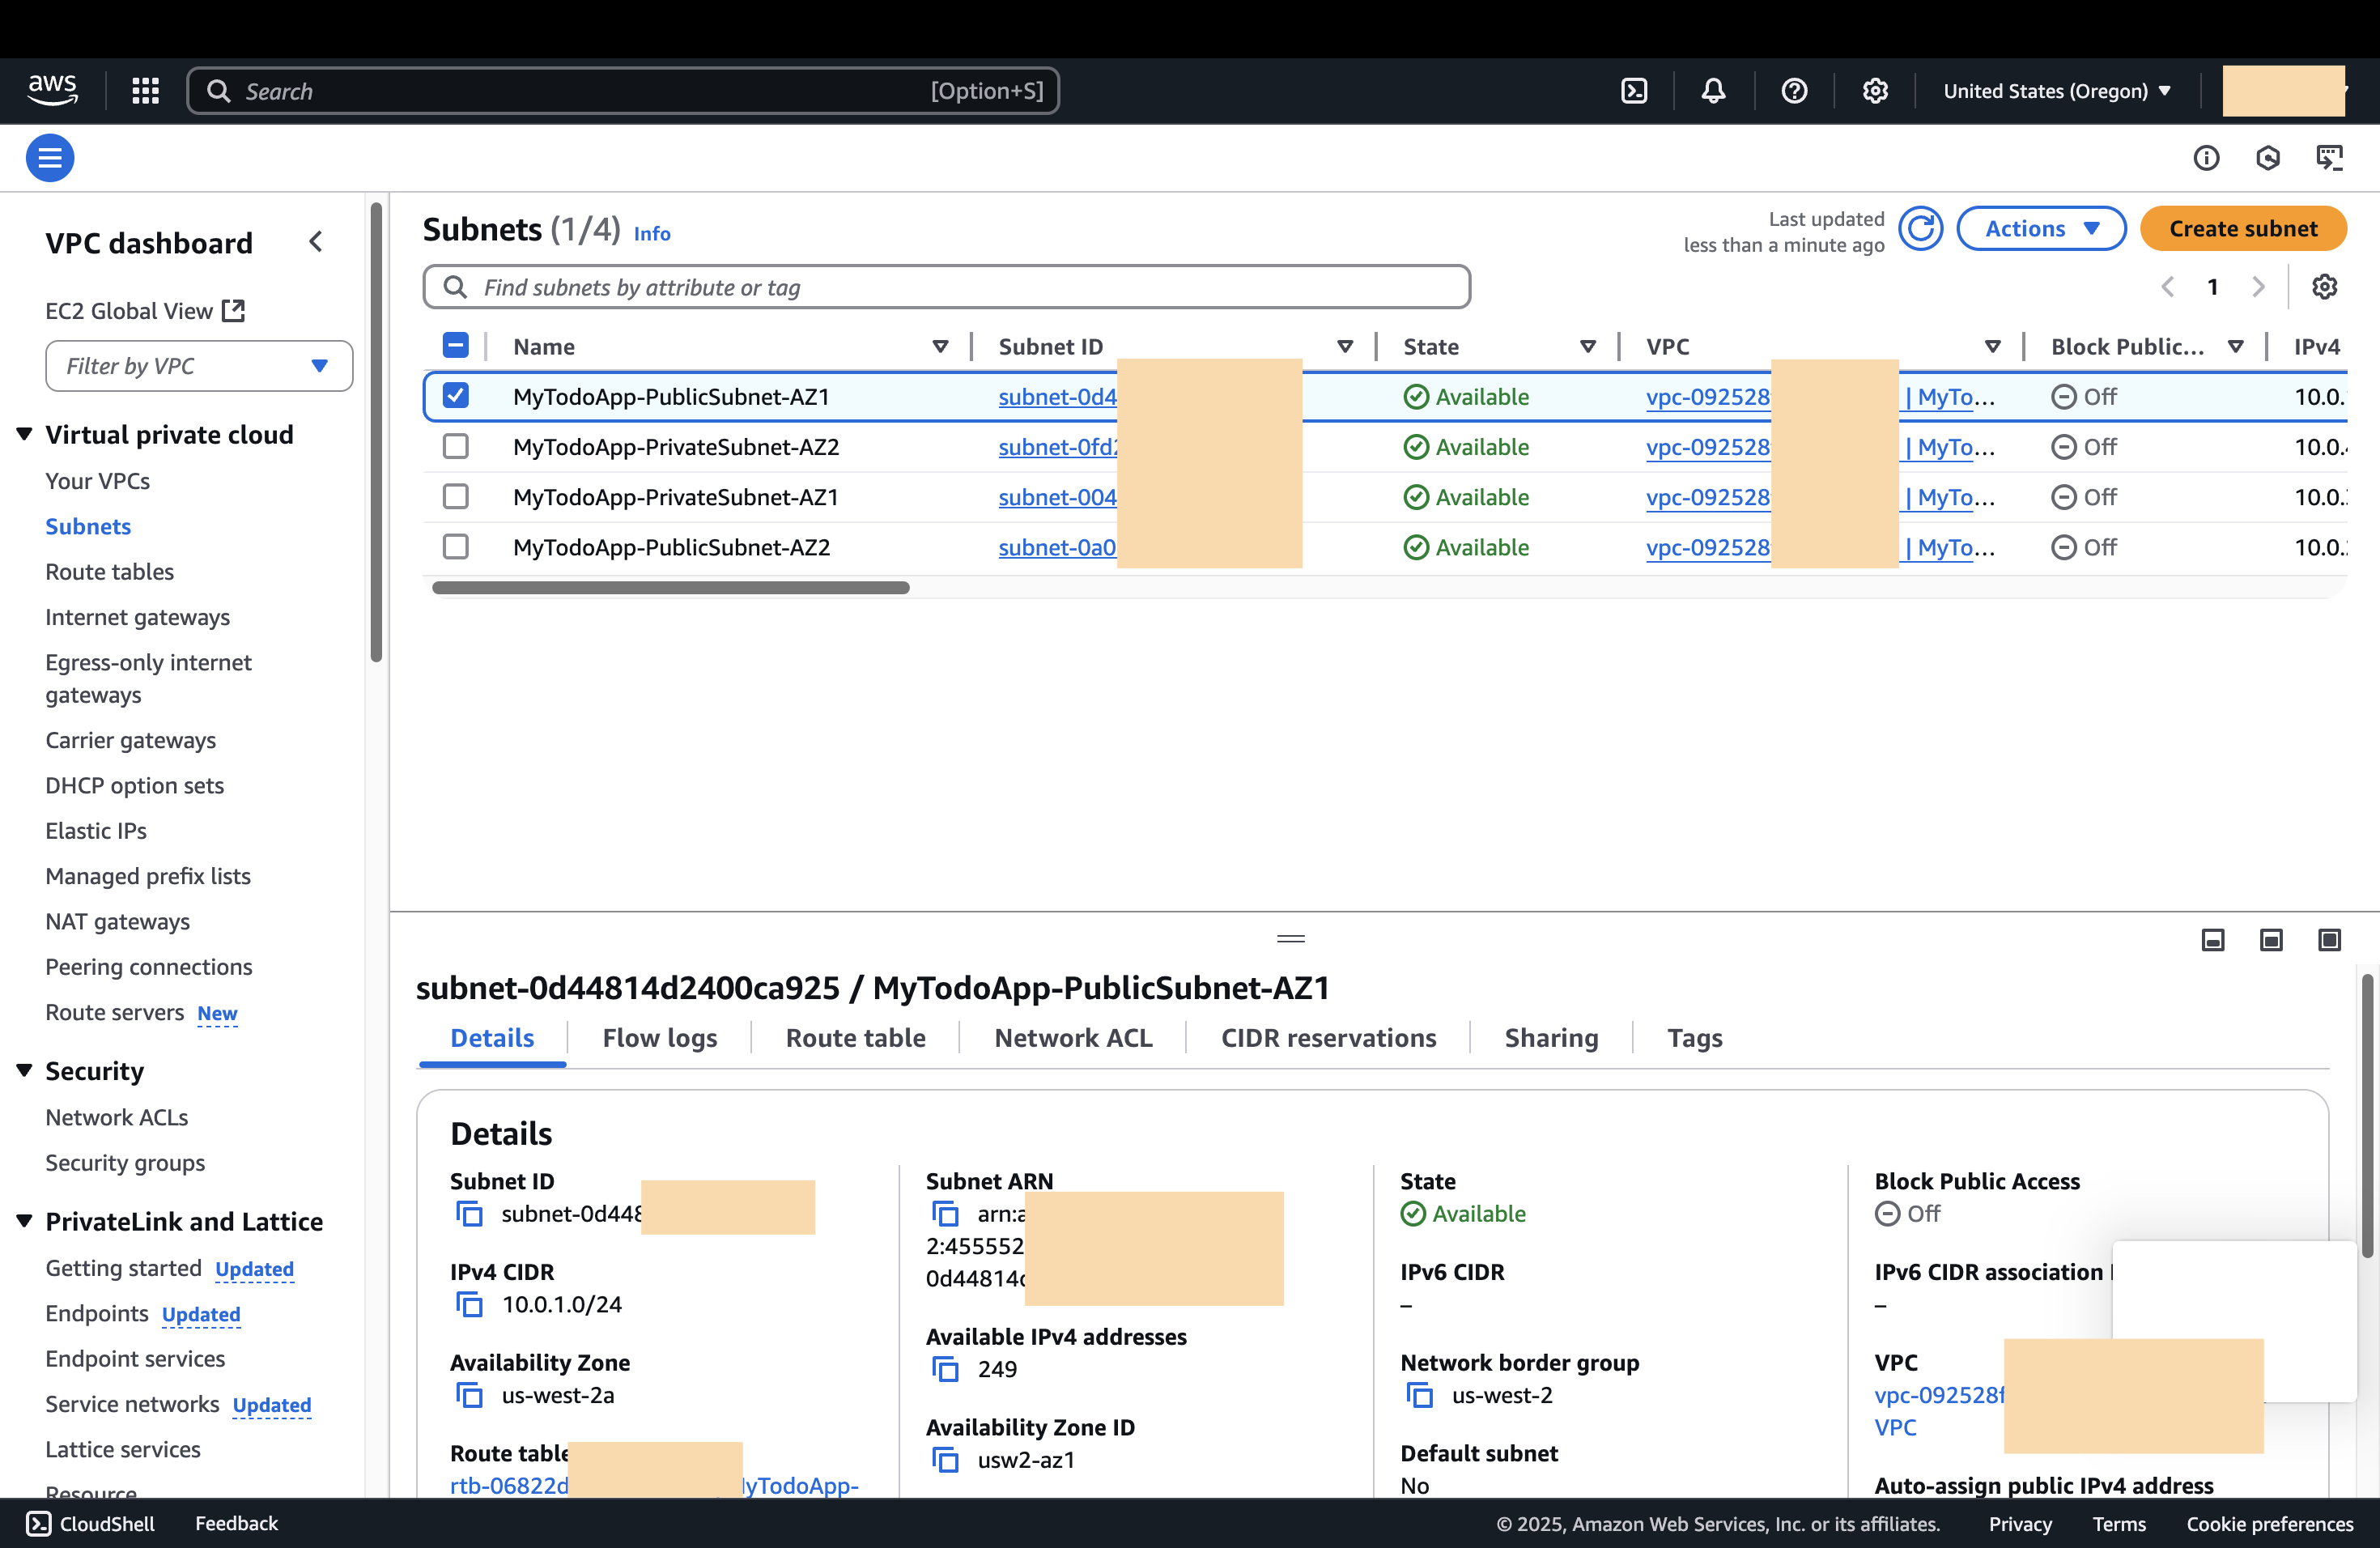 aws
Search [Option+S]
United States (Oregon)
VPC dashboard
EC2 Global View
Filter by VPC
Virtual private cloud
Your VPCs
Subnets
Route tables
Internet gateways
Egress-only internet
gateways
Carrier gateways
DHCP option sets
Elastic IPs
Managed prefix lists
NAT gateways
Peering connections
Route servers New
Security
Network ACLs
Security groups
PrivateLink and Lattice
Getting started Updated
Endpoints Updated
Endpoint services
Service networks Updated
Lattice services
Resource
Subnets (1/4) Info
Last updated
less than a minute ago
Actions
Create subnet
Find subnets by attribute or tag
1
Name Subnet ID State VPC Block Public... IPv4
MyTodoApp-PublicSubnet-AZ1 subnet-0d4 Available vpc-092528 | MyTo... Off 10.0.
MyTodoApp-PrivateSubnet-AZ2 subnet-0fd Available vpc-092528 | MyTo... Off 10.0.
MyTodoApp-PrivateSubnet-AZ1 subnet-004 Available vpc-092528 | MyTo... Off 10.0.
MyTodoApp-PublicSubnet-AZ2 subnet-0a0 Available vpc-092528 | MyTo... Off 10.0.
subnet-0d44814d2400ca925 / MyTodoApp-PublicSubnet-AZ1
Details Flow logs Route table Network ACL CIDR reservations Sharing Tags
Details
Subnet ID
subnet-0d448
IPv4 CIDR
10.0.1.0/24
Availability Zone
us-west-2a
Route table
rtb-06822d yTodoApp-
Subnet ARN
arn:a
2:455552
0d44814d
Available IPv4 addresses
249
Availability Zone ID
usw2-az1
State
Available
IPv6 CIDR
–
Network border group
us-west-2
Default subnet
No
Block Public Access
Off
IPv6 CIDR association
–
VPC
vpc-092528f
VPC
Auto-assign public IPv4 address
CloudShell Feedback
© 2025, Amazon Web Services, Inc. or its affiliates. Privacy Terms Cookie preferences